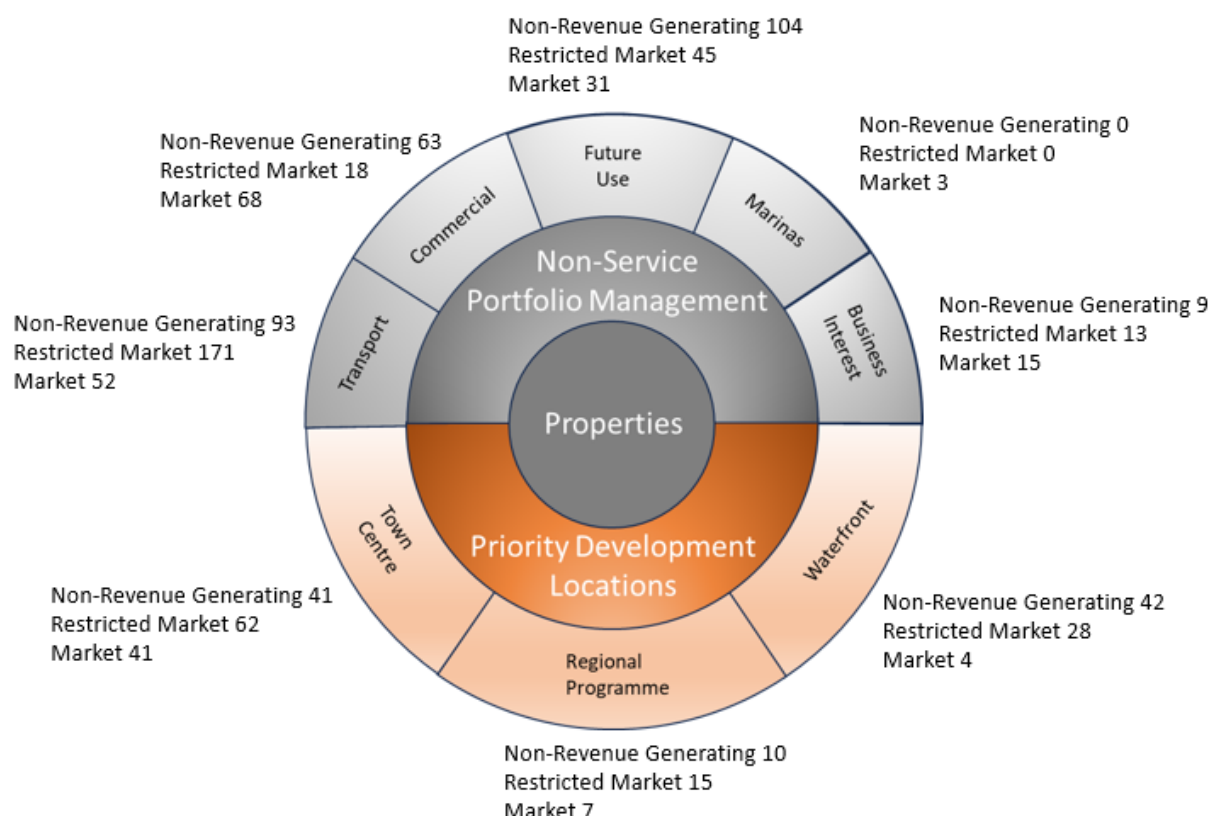 Non-Revenue Generating 104
Restricted Market 45
Market 31
Non-Revenue Generating 63
Restricted Market 18
Market 68
Non-Revenue Generating 0
Restricted Market 0
Market 3
Future
Use
Commercial
Marinas
Non-Service
Portfolio Management
Non-Revenue Generating 93
Restricted Market 171
Market 52
Transport
Business
Interest
Non-Revenue Generating 9
Restricted Market 13
Market 15
Properties
Town
Centre
Priority Development
Locations
Waterfront
Non-Revenue Generating 41
Restricted Market 62
Market 41
Non-Revenue Generating 42
Restricted Market 28
Market 4
Regional
Programme
Non-Revenue Generating 10
Restricted Market 15
Market 7